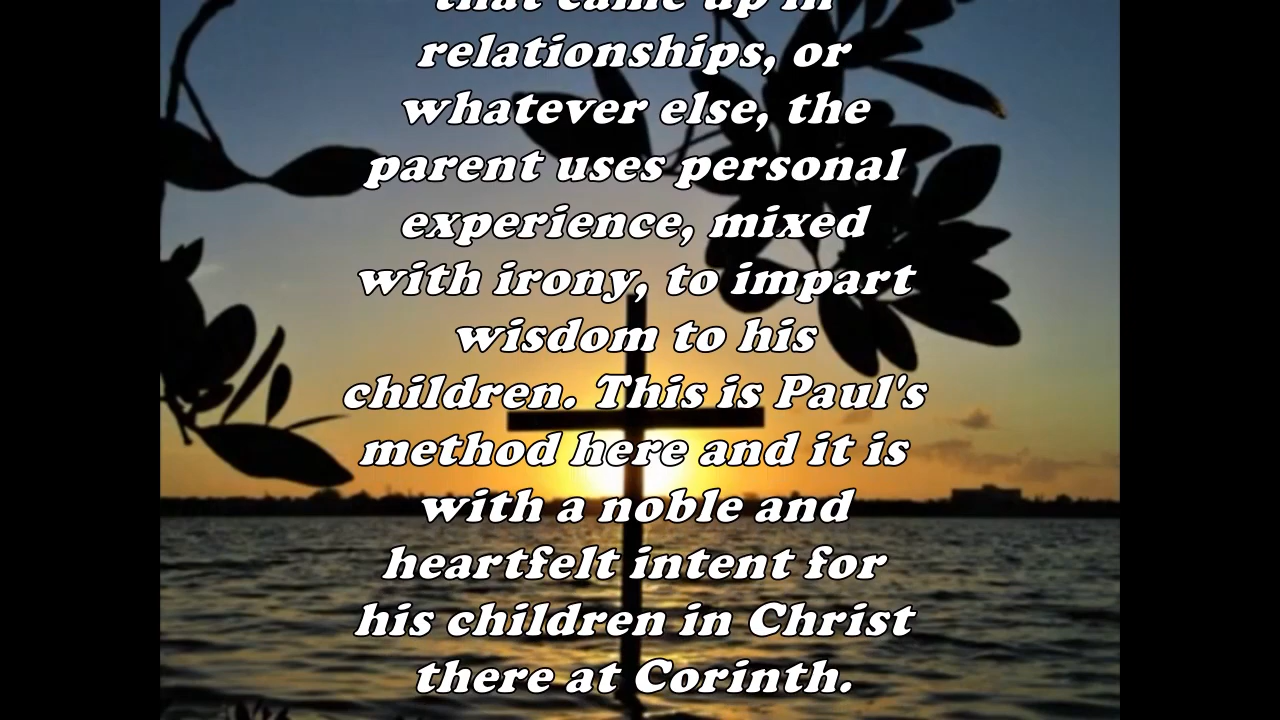 that came up in
relationships, or
whatever else, the
parent uses personal
experience, mixed
with irony, to impart
wisdom to his
children. This is Paul's
method here and it is
with a noble and
heartfelt intent for
his children in Christ
there at Corinth.